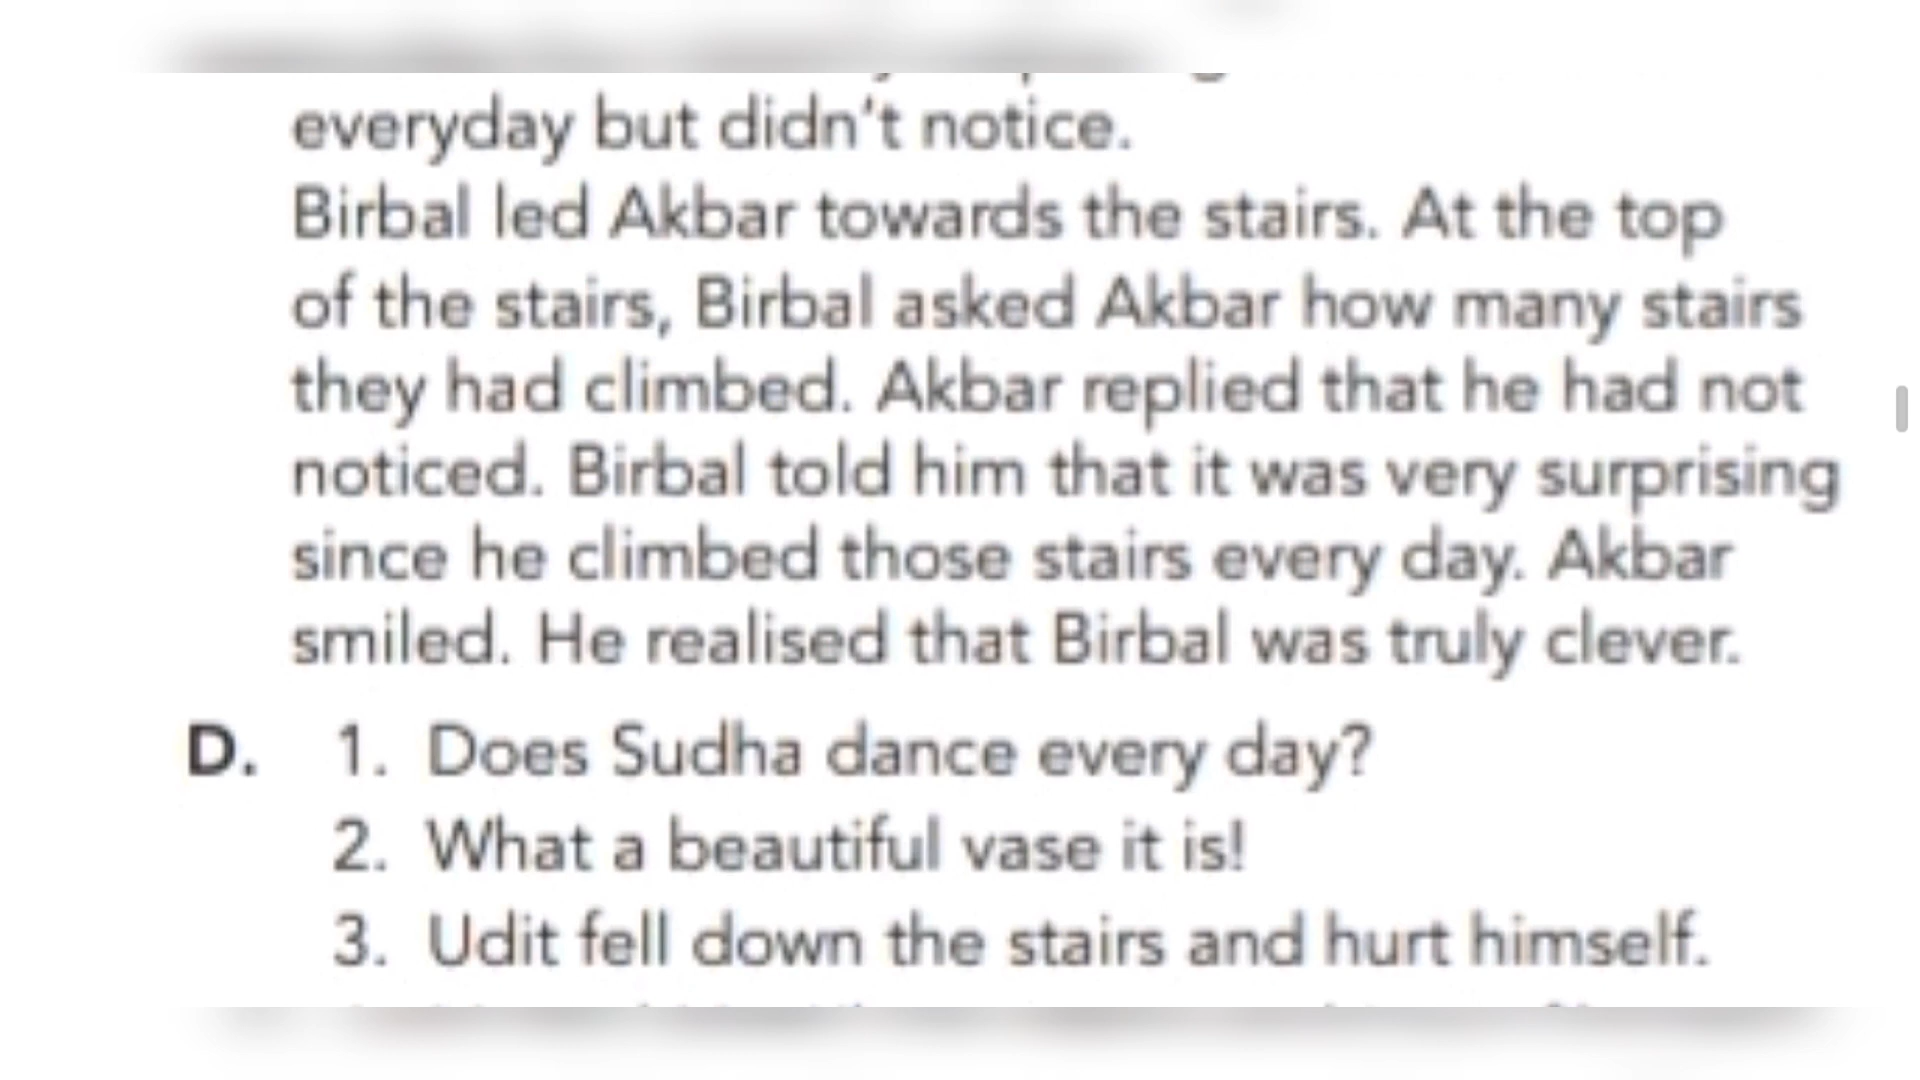 everyday but didn't notice.
Birbal led Akbar towards the stairs. At the top
of the stairs, Birbal asked Akbar how many stairs
they had climbed. Akbar replied that he had not
noticed. Birbal told him that it was very surprising
since he climbed those stairs every day. Akbar
smiled. He realised that Birbal was truly clever.
D. 1. Does Sudha dance every day?
2. What a beautiful vase it is!
3. Udit fell down the stairs and hurt himself.